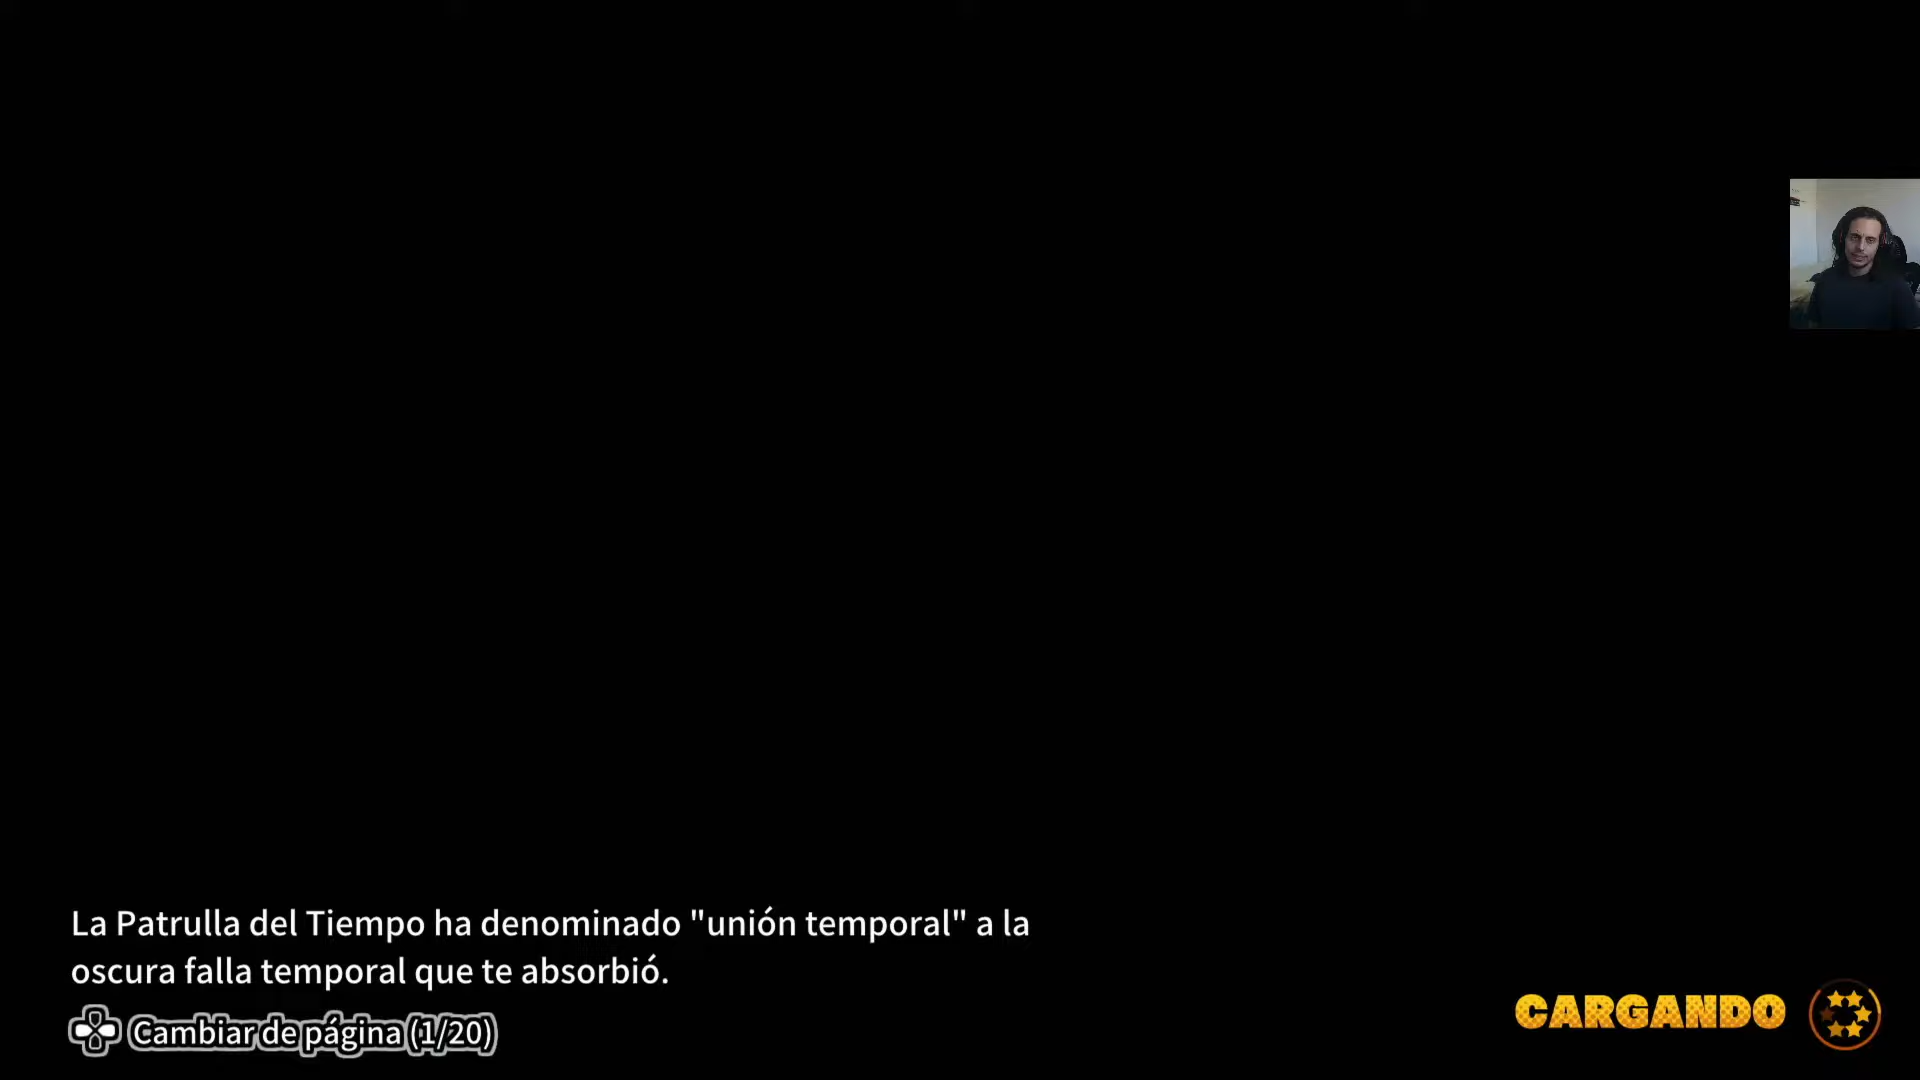 La Patrulla del Tiempo ha denominado "unión temporal" a la
oscura falla temporal que te absorbió.
Cambiar de página (1/20)
CARGANDO